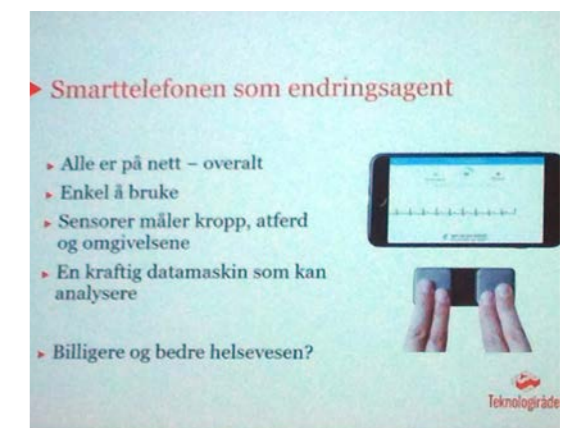 Smarttelefonen som endringsagent
Alle er på nett – overalt
Enkel å bruke
Sensorer måler kropp, atferd
og omgivelsene
En kraftig datamaskin som kan
analysere
Billigere og bedre helsevesen?
Teknologiråde